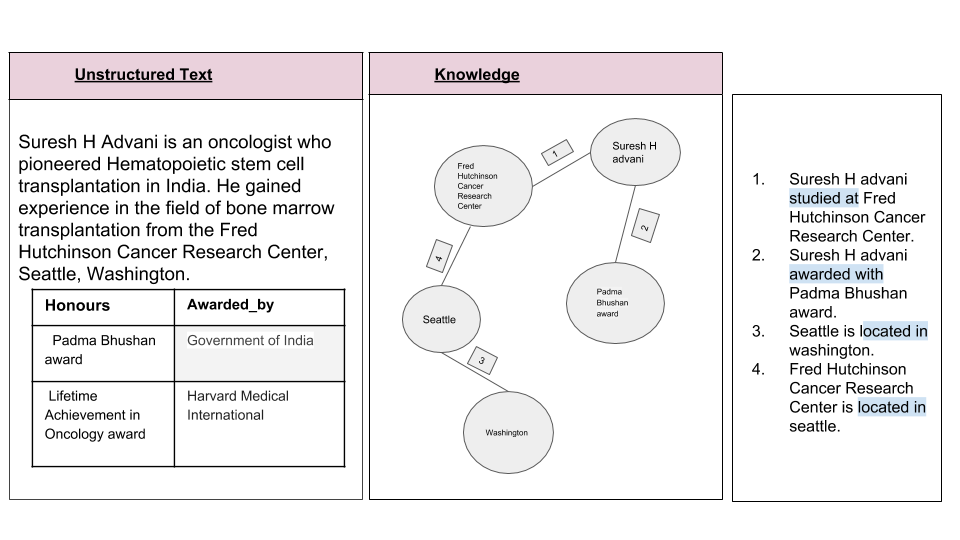 Unstructured Text
Suresh H Advani is an oncologist who
pioneered Hematopoietic stem cell
transplantation in India. He gained
experience in the field of bone marrow
transplantation from the Fred
Hutchinson Cancer Research Center,
Seattle, Washington.
Honours
Awarded_by
Padma Bhushan
award
Government of India
Lifetime
Achievement in
Oncology award
Harvard Medical
International
Knowledge
Fred
Hutchinson
Cancer
Research
Center
1
Suresh H
advani
2
4
Seattle
Padma
Bhushan
award
3
Washington
1. Suresh H advani
studied at Fred
Hutchinson Cancer
Research Center.
2. Suresh H advani
awarded with
Padma Bhushan
award.
3. Seattle is located in
washington.
4. Fred Hutchinson
Cancer Research
Center is located in
seattle.